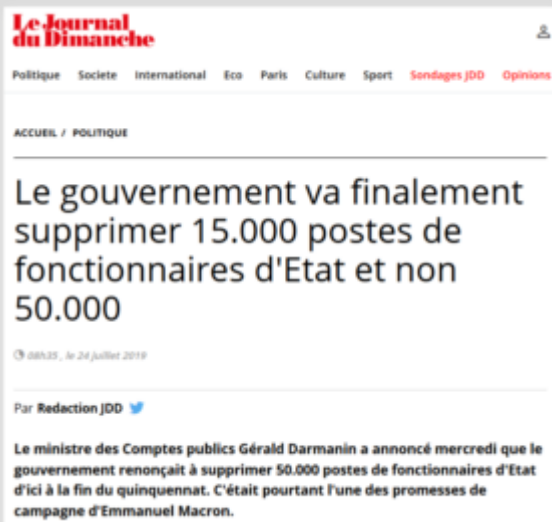 Le Journal
du Dimanche
Politique Societe International Eco Paris Culture Sport Sondages JDD Opinions
ACCUEIL / POLITIQUE
Le gouvernement va finalement
supprimer 15.000 postes de
fonctionnaires d'Etat et non
50.000
08h35 , le 24 juillet 2019
Par Redaction JDD
Le ministre des Comptes publics Gérald Darmanin a annoncé mercredi que le
gouvernement renonçait à supprimer 50.000 postes de fonctionnaires d'Etat
d'ici à la fin du quinquennat. C'était pourtant l'une des promesses de
campagne d'Emmanuel Macron.